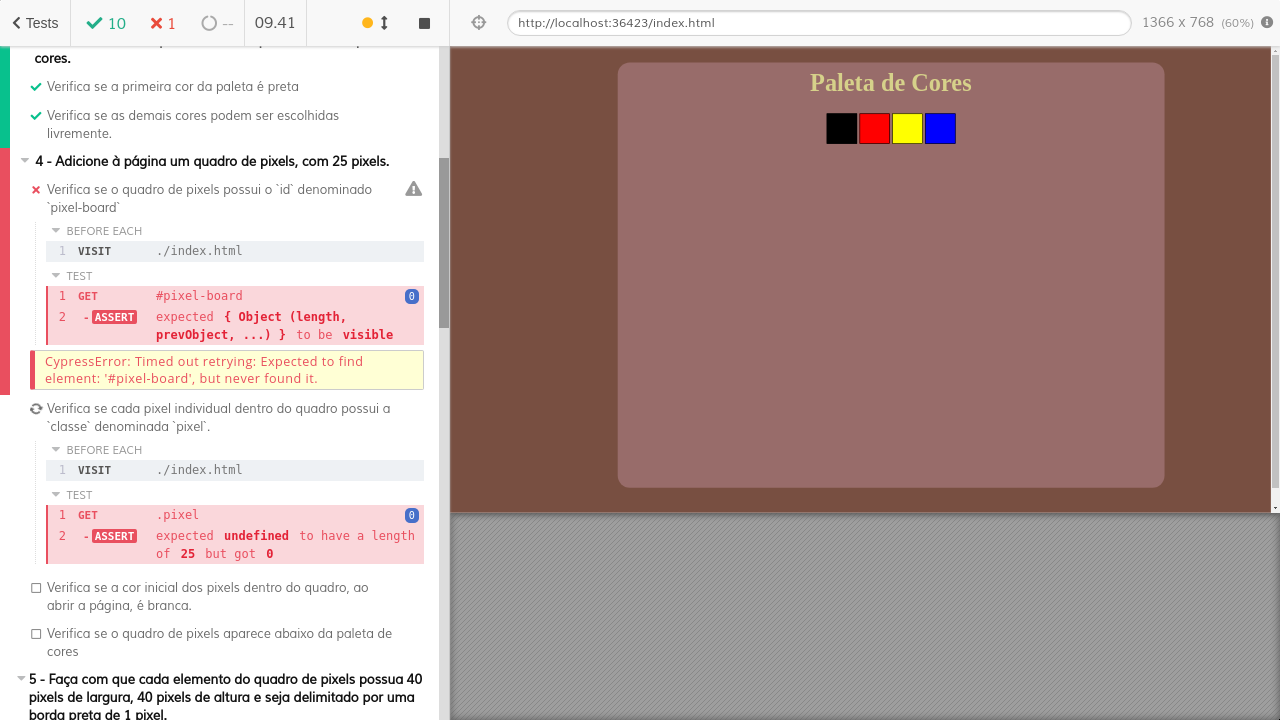 Tests
10
1
--
09.41
http://localhost:36423/index.html
1366 x 768 (60%)
cores.
Verifica se a primeira cor da paleta é preta
Verifica se as demais cores podem ser escolhidas
livremente.
4 - Adicione à página um quadro de pixels, com 25 pixels.
Verifica se o quadro de pixels possui o `id` denominado
`pixel-board`
BEFORE EACH
1 VISIT ./index.html
TEST
1 GET #pixel-board 0
2 -ASSERT expected { Object (length,
prevObject, ...) } to be visible
CypressError: Timed out retrying: Expected to find
element: '#pixel-board', but never found it.
Verifica se cada pixel individual dentro do quadro possui a
`classe` denominada `pixel`.
BEFORE EACH
1 VISIT ./index.html
TEST
1 GET .pixel 0
2 -ASSERT expected undefined to have a length
of 25 but got 0
Verifica se a cor inicial dos pixels dentro do quadro, ao
abrir a página, é branca.
Verifica se o quadro de pixels aparece abaixo da paleta de
cores
5 - Faça com que cada elemento do quadro de pixels possua 40
pixels de largura, 40 pixels de altura e seja delimitado por uma
borda preta de 1 pixel.
Paleta de Cores